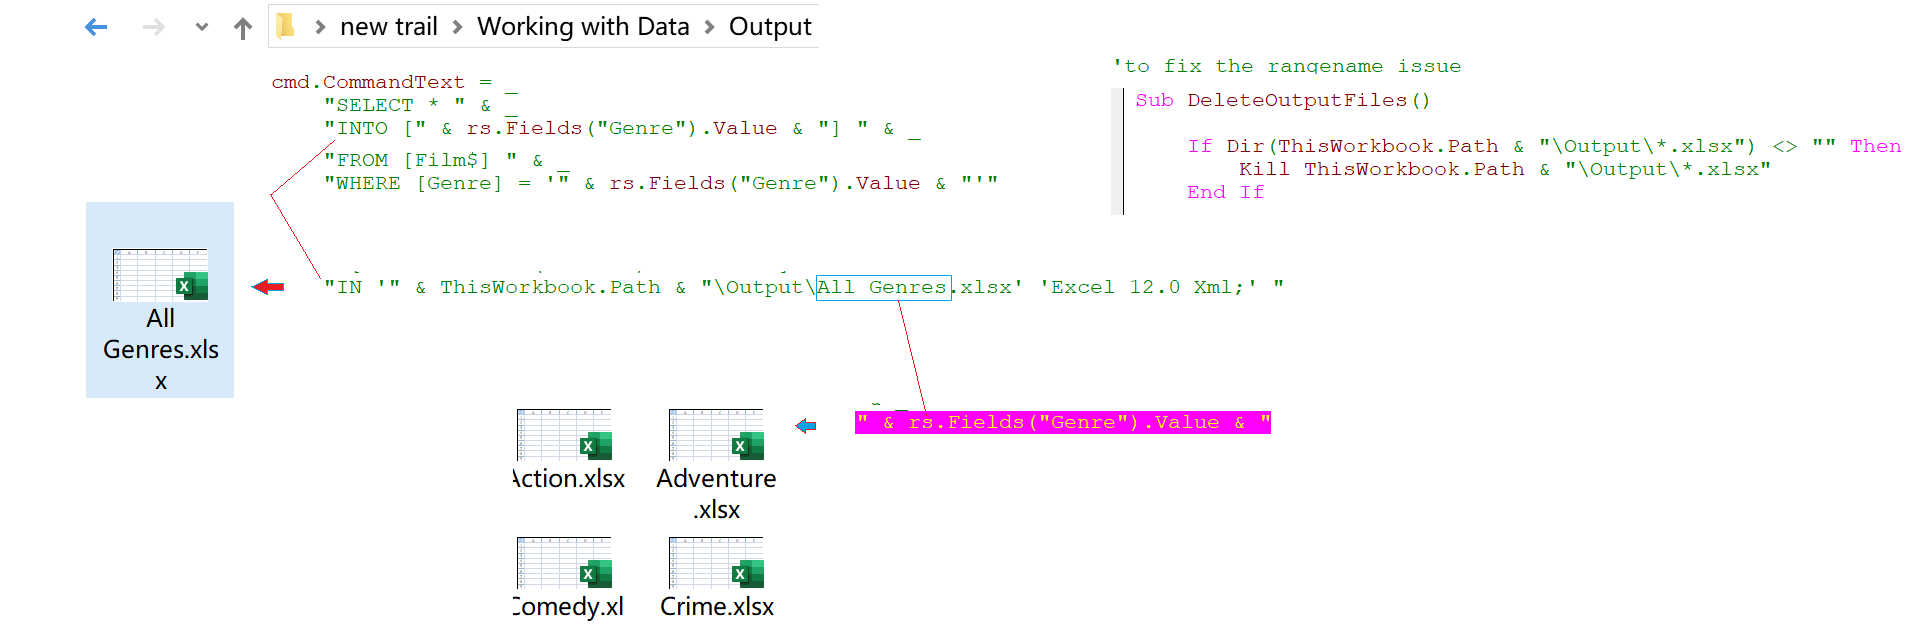 new trail > Working with Data > Output
'to fix the rangename issue
cmd.CommandText = _
"SELECT * " & _
"INTO [" & rs.Fields("Genre").Value & "] " & _
"FROM [Film$] " & _
"WHERE [Genre] = '" & rs.Fields("Genre").Value & "'"
Sub DeleteOutputFiles()
If Dir(ThisWorkbook.Path & "\Output\*.xlsx") <> "" Then
Kill ThisWorkbook.Path & "\Output\*.xlsx"
End If
"IN '" & ThisWorkbook.Path & "\Output\All Genres.xlsx' 'Excel 12.0 Xml;' "
All
Genres.xls
x
" & rs.Fields("Genre").Value & "
Action.xlsx
Adventure
.xlsx
Comedy.xl
Crime.xlsx